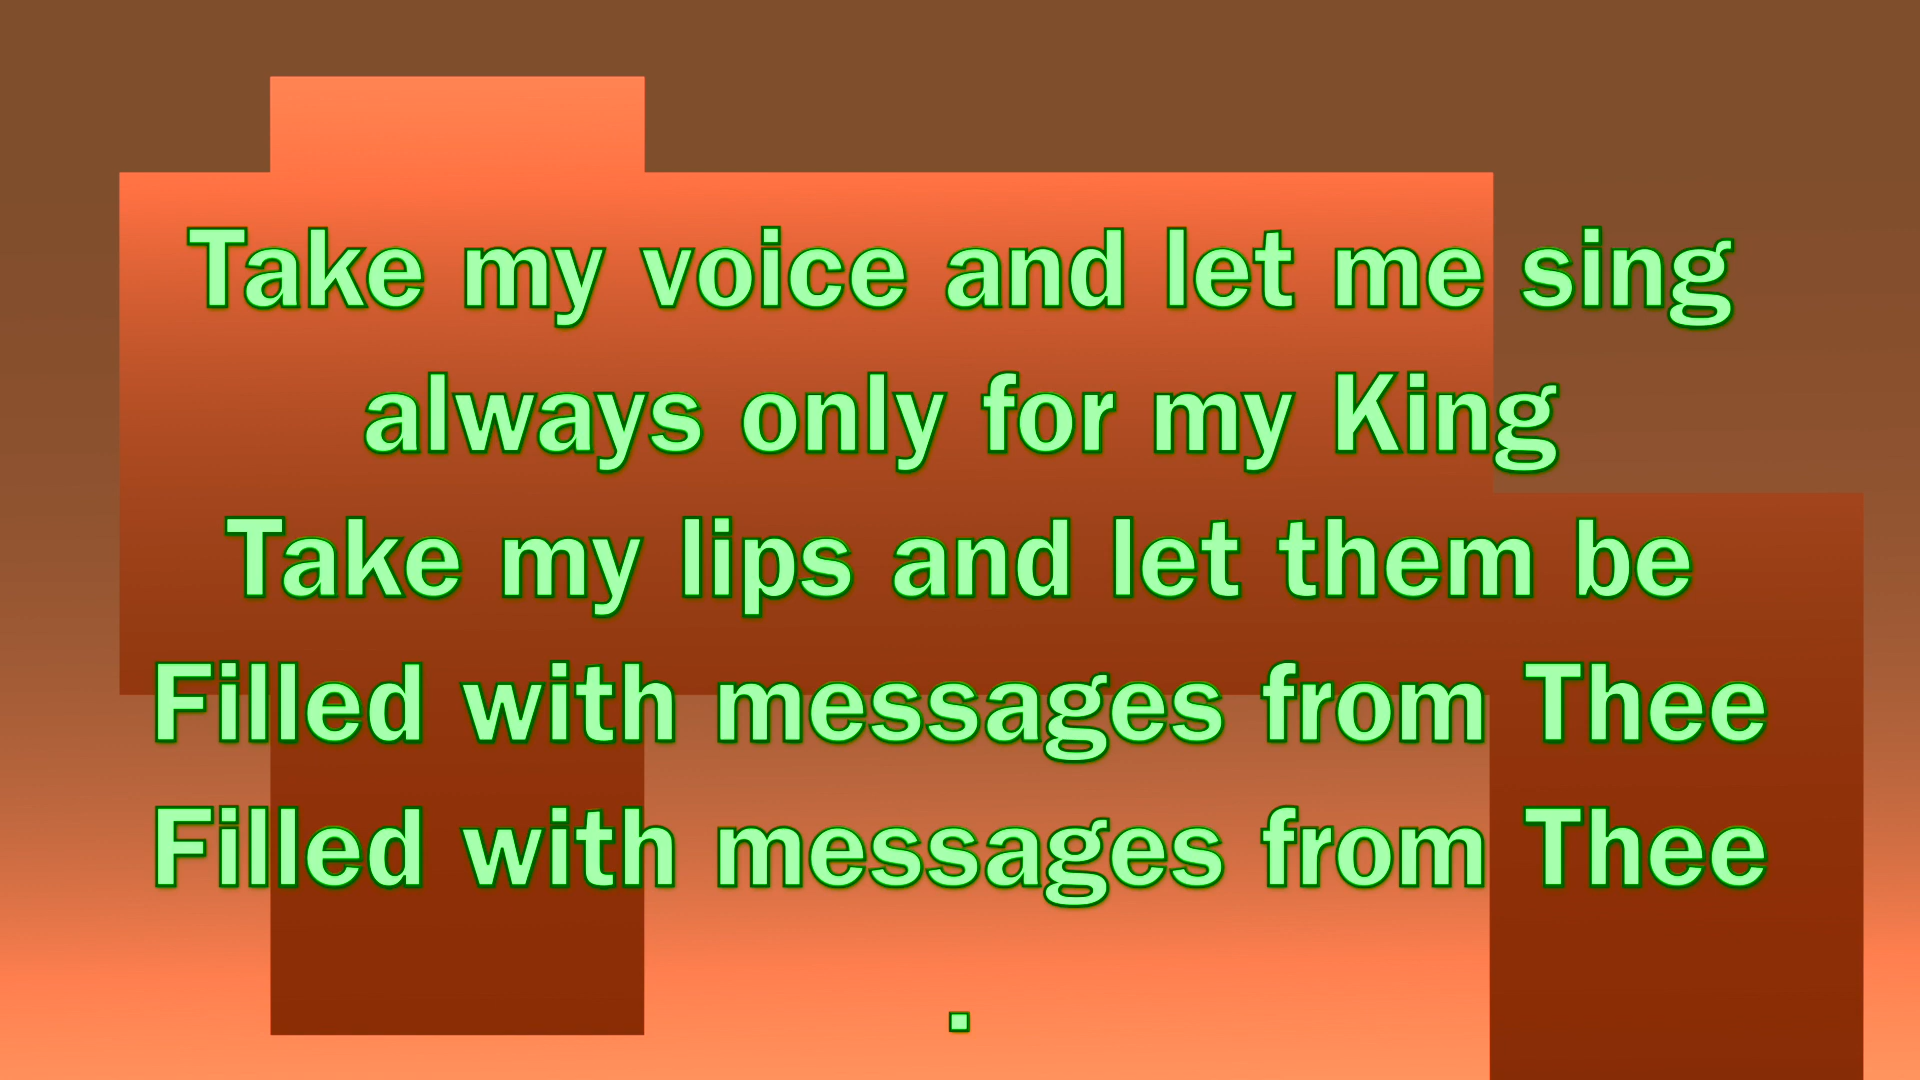 Take my voice and let me sing
always only for my King
Take my lips and let them be
Filled with messages from Thee
Filled with messages from Thee
.